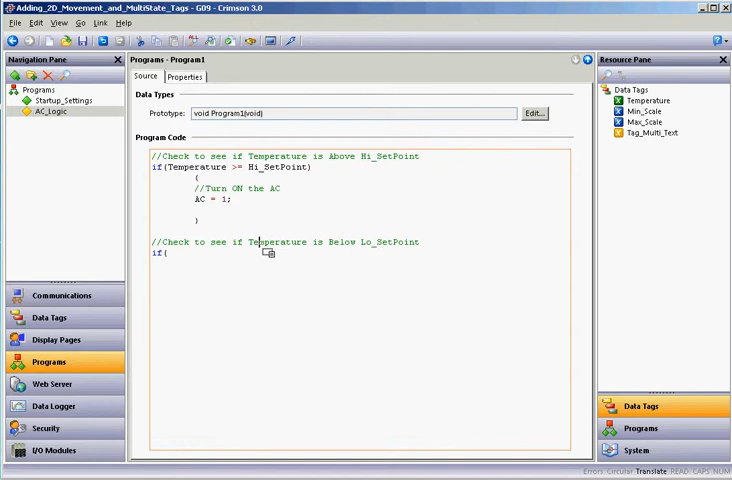 Adding_2D_Movement_and_MultiState_Tags - G09 - Crimson 3.0
File Edit View Go Link Help
Navigation Pane
Programs
Startup_Settings
AC_Logic
Communications
Data Tags
Display Pages
Programs
Web Server
Data Logger
Security
I/O Modules
Programs - Program1
Source Properties
Data Types
Prototype: void Program1(void) Edit...
Program Code
//Check to see if Temperature is Above Hi_SetPoint
if(Temperature >= Hi_SetPoint)
{
//Turn ON the AC
AC = 1;
}
//Check to see if Temperature is Below Lo_SetPoint
if(
Resource Pane
Data Tags
Temperature
Min_Scale
Max_Scale
Tag_Multi_Text
Data Tags
Programs
System
Errors Circular Translate READ CAPS NUM